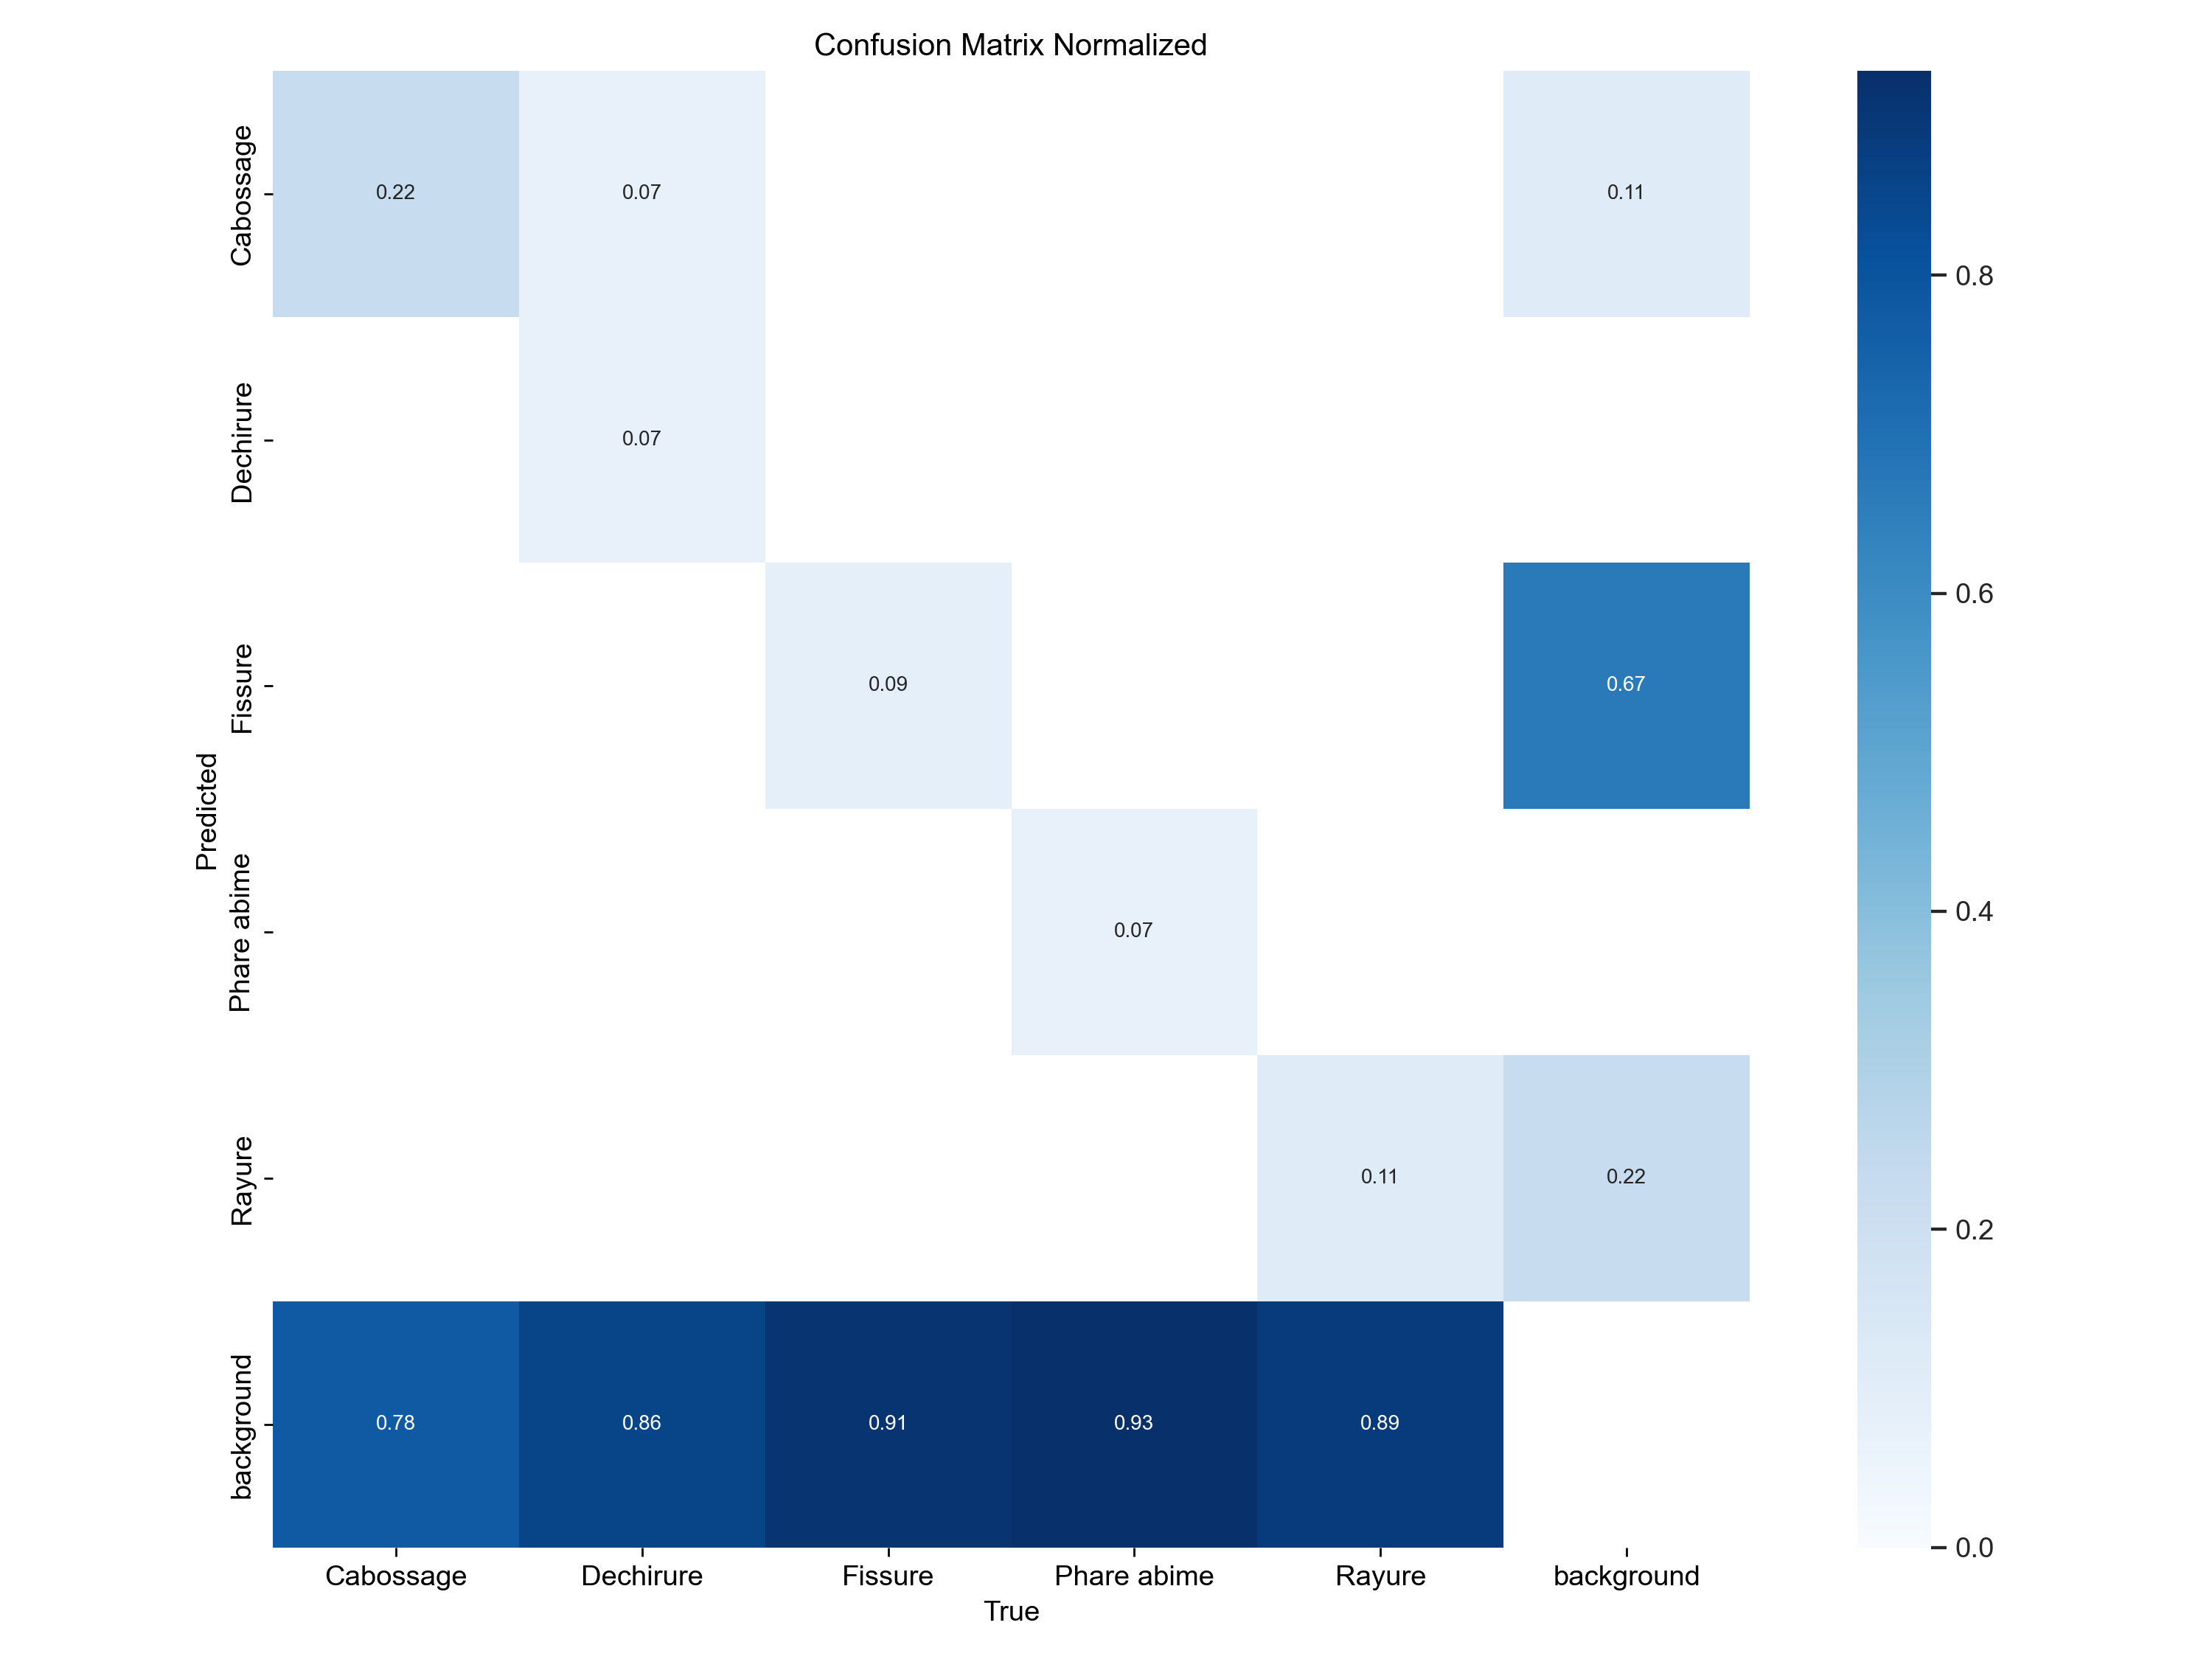 Confusion Matrix Normalized
Cabossage
0.22
0.07
0.11
0.8
Dechirure
0.07
Fissure
0.09
0.67
0.6
Predicted
Phare abime
0.07
0.4
Rayure
0.11
0.22
0.2
background
0.78
0.86
0.91
0.93
0.89
0.0
Cabossage
Dechirure
Fissure
Phare abime
Rayure
background
True